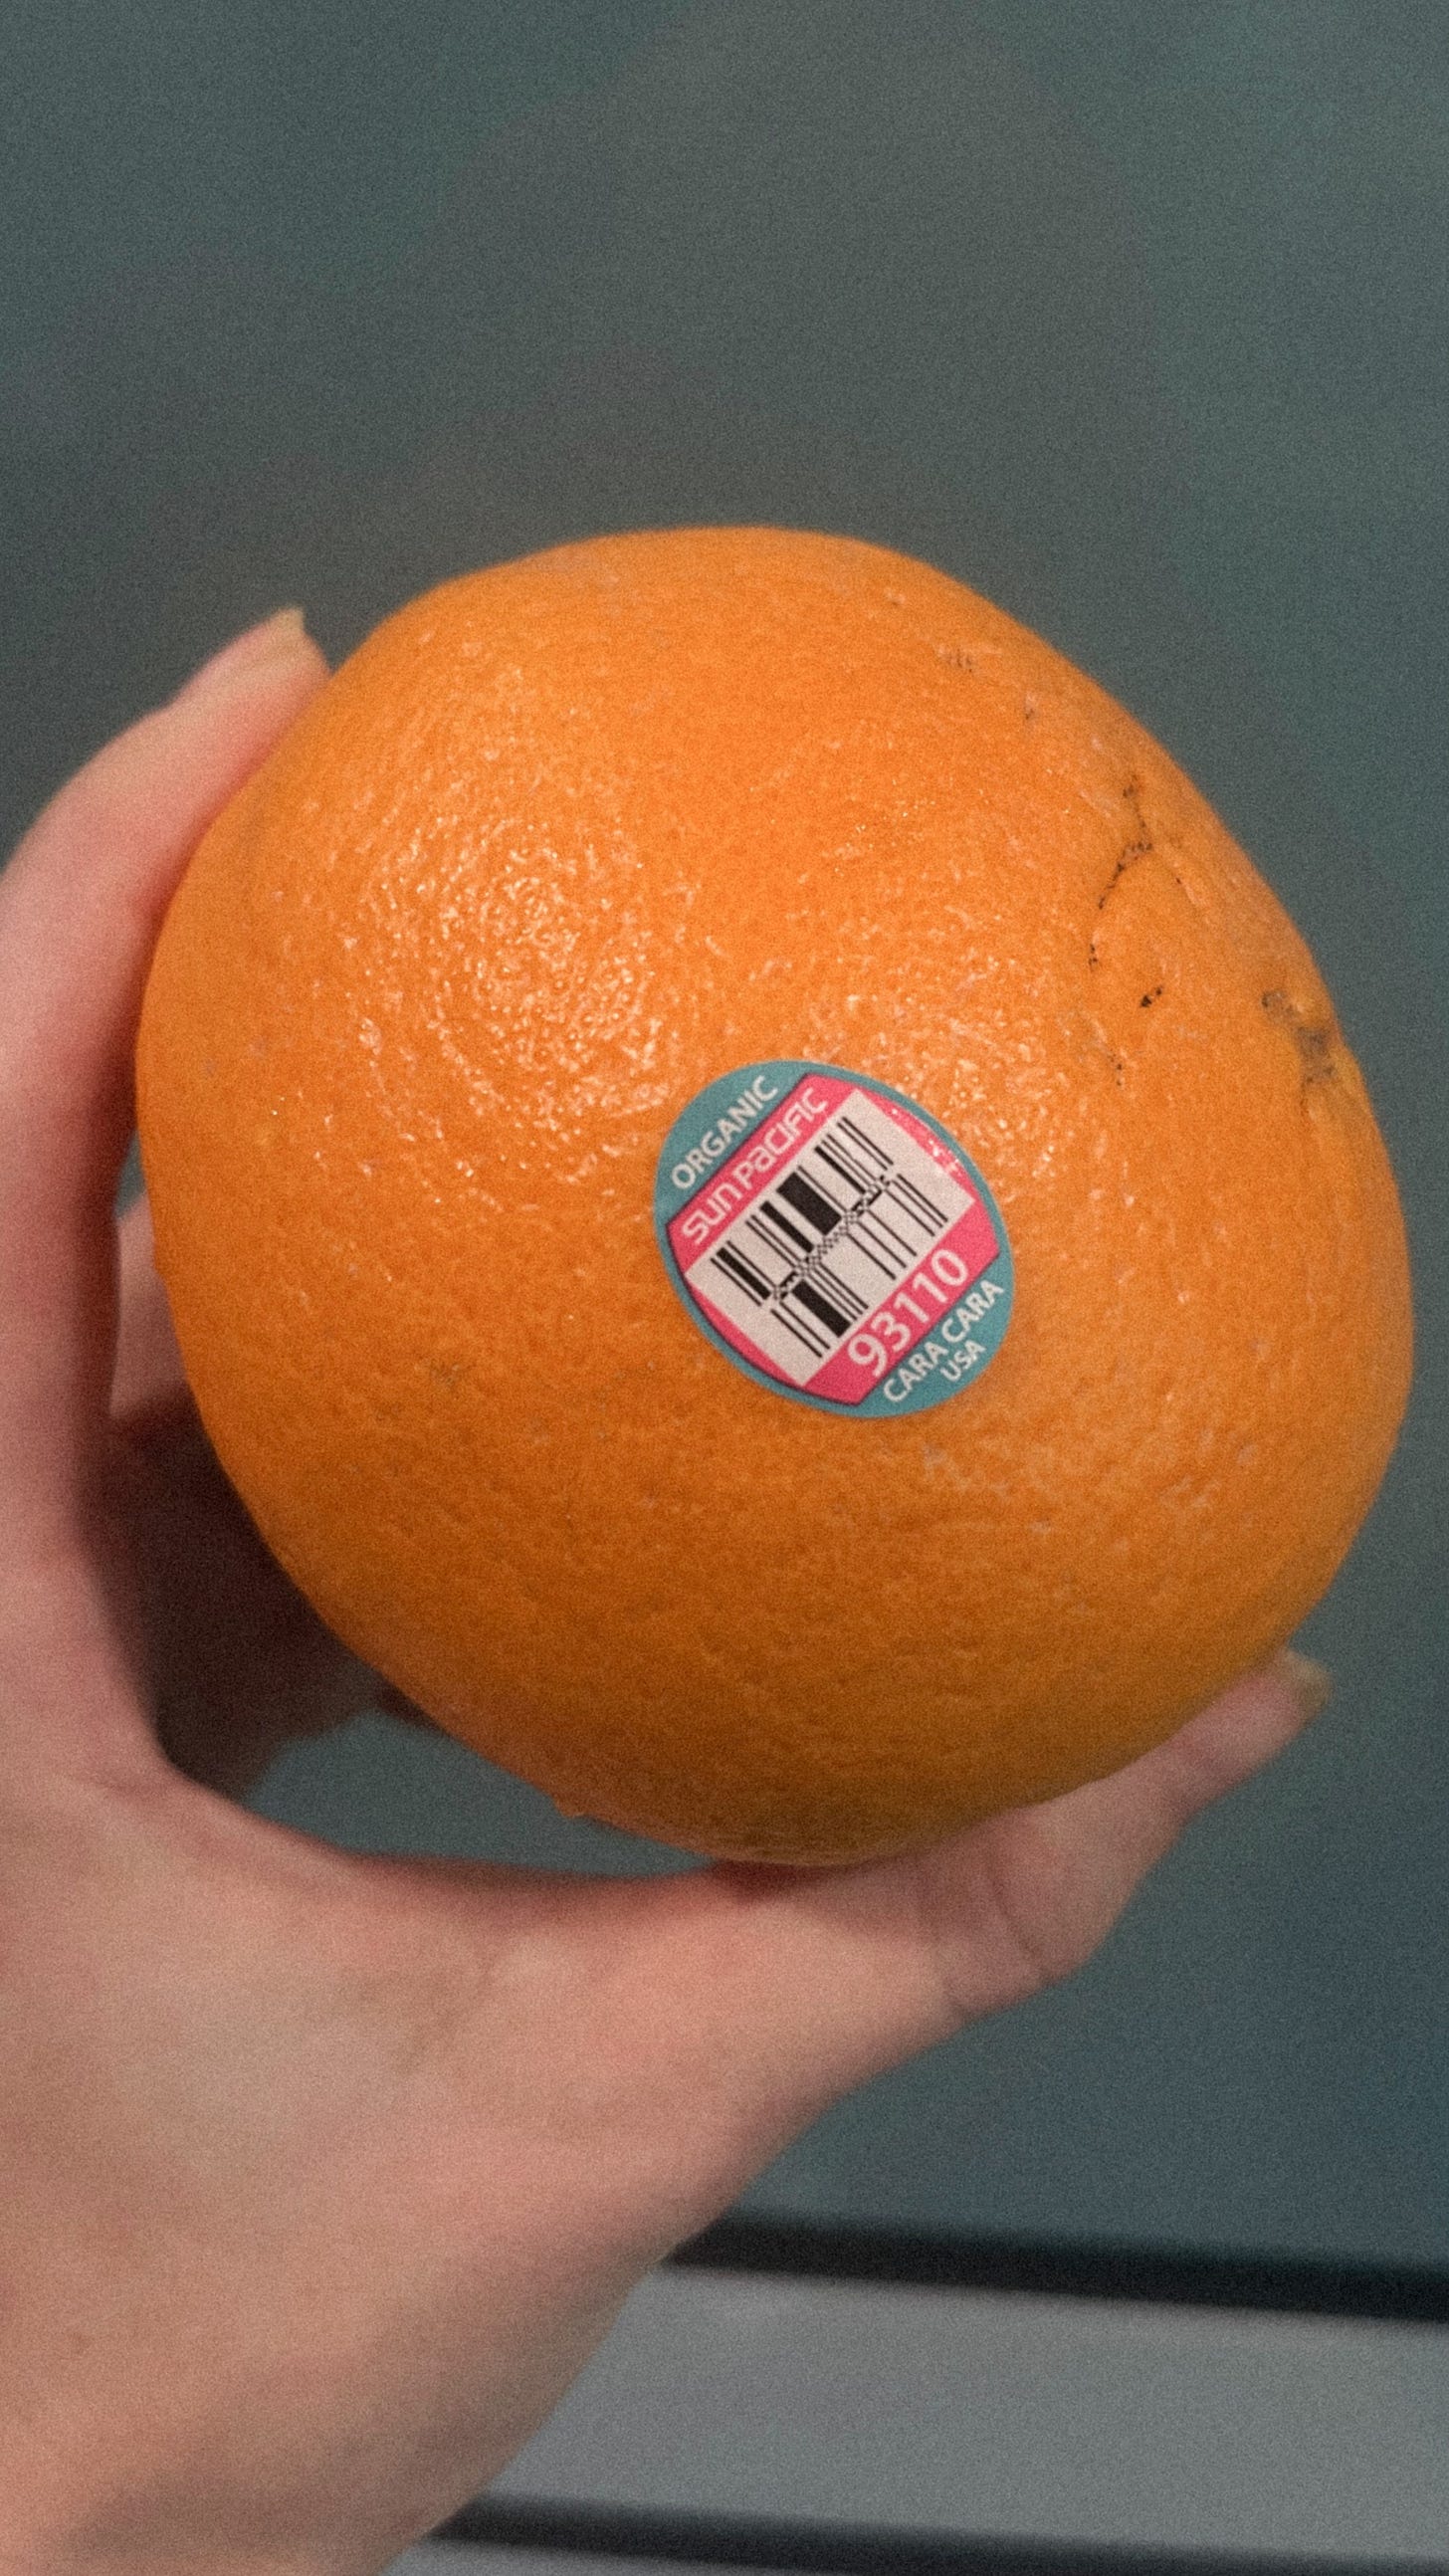 ORGANIC
sun pacific
93110
CARA CARA
USA